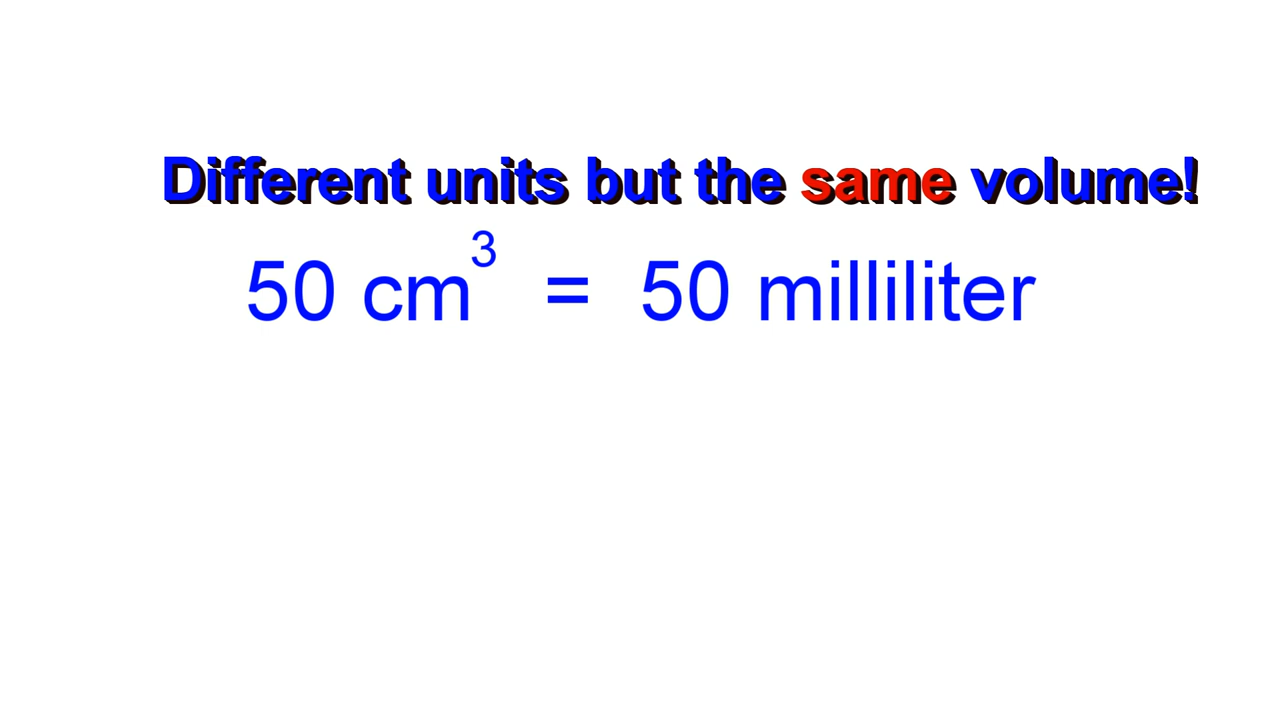 Different units but the same volume!
50 cm³ = 50 milliliter